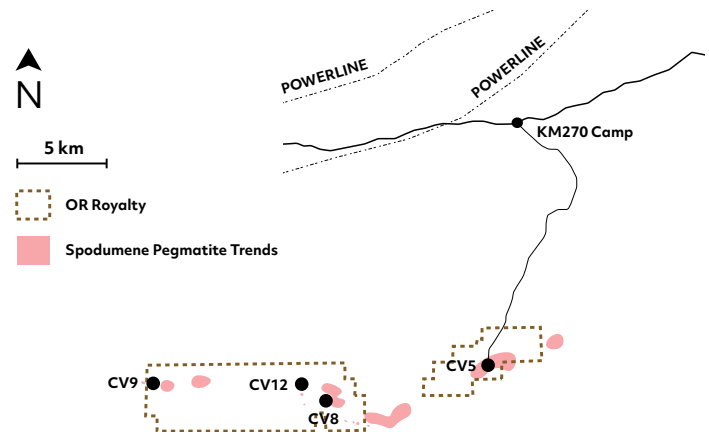 POWERLINE
POWERLINE
N
KM270 Camp
5 km
OR Royalty
Spodumene Pegmatite Trends
CV5
CV9
CV12
CV8